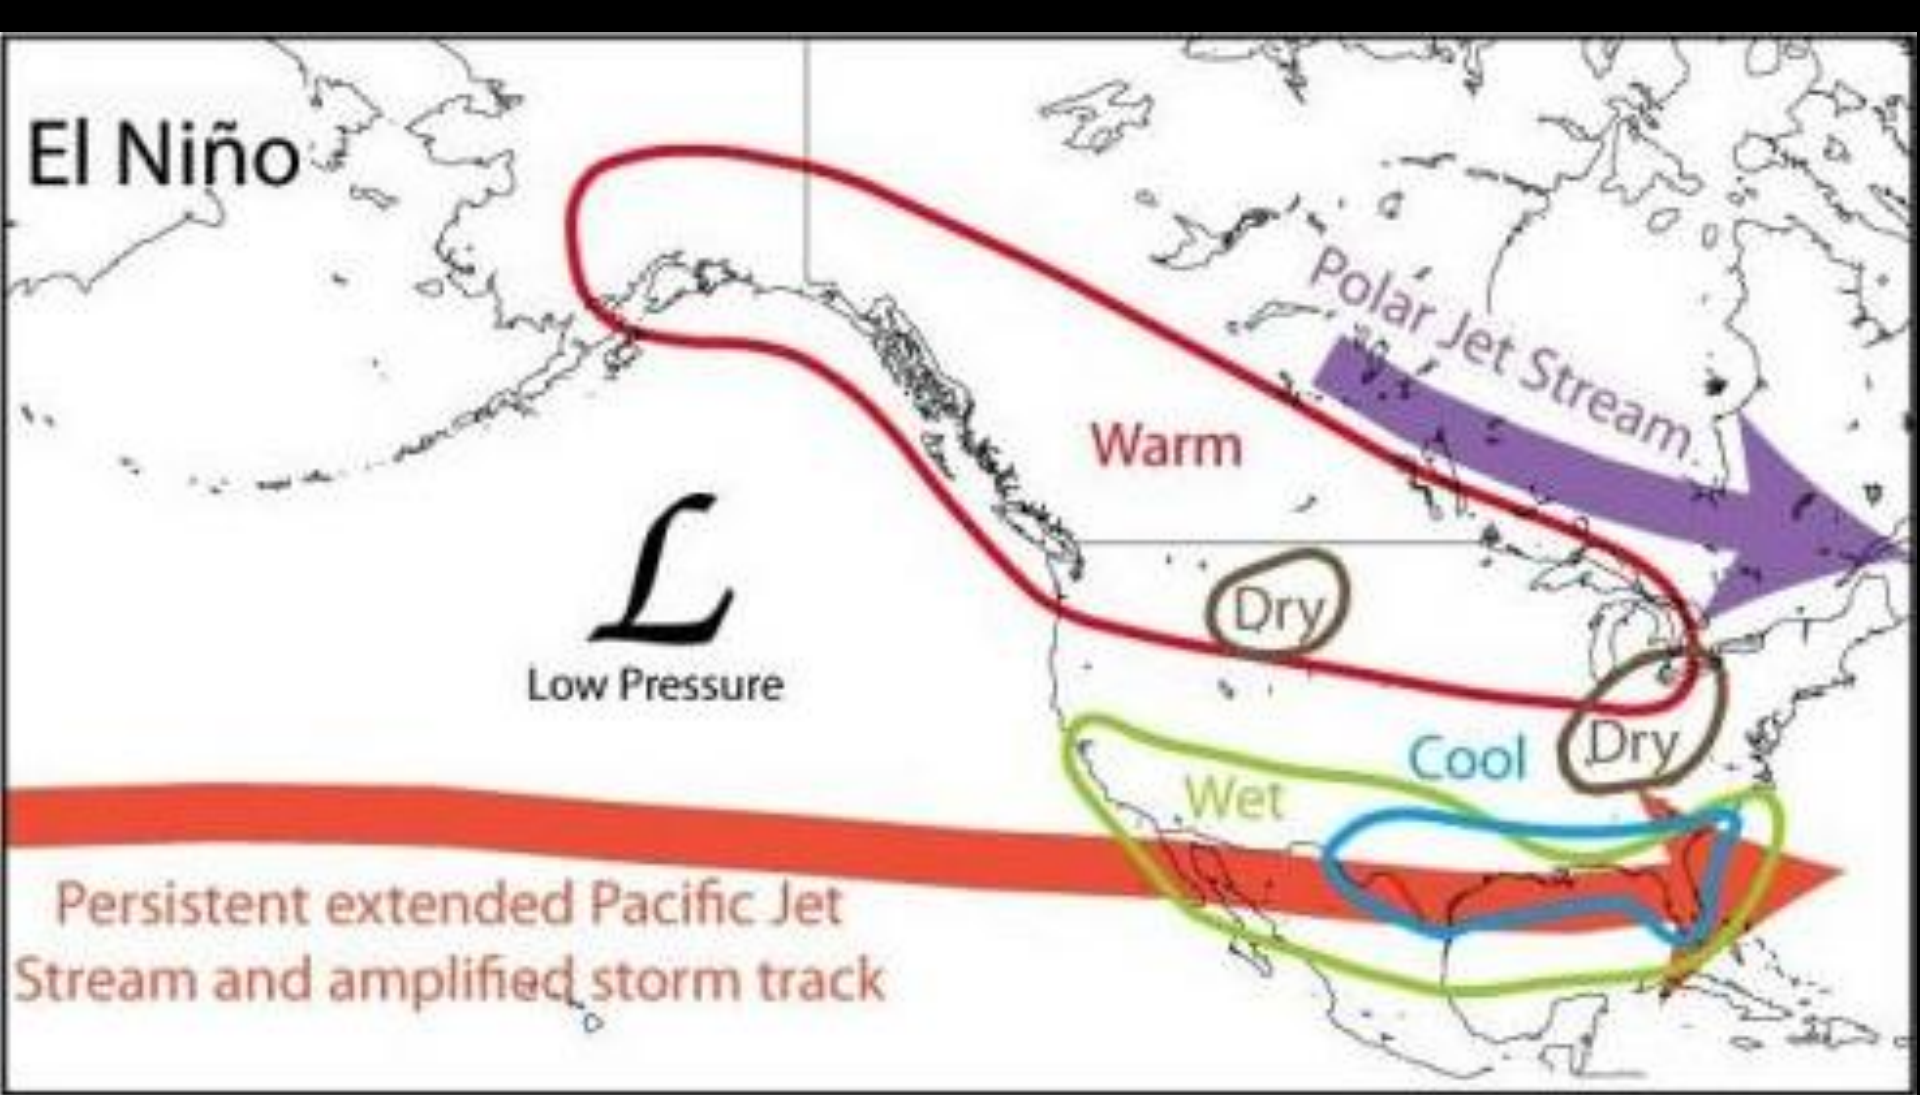 El Niño
Polar Jet Stream
Warm
Dry
L
Low Pressure
Cool
Dry
Wet
Persistent extended Pacific Jet
Stream and amplified storm track